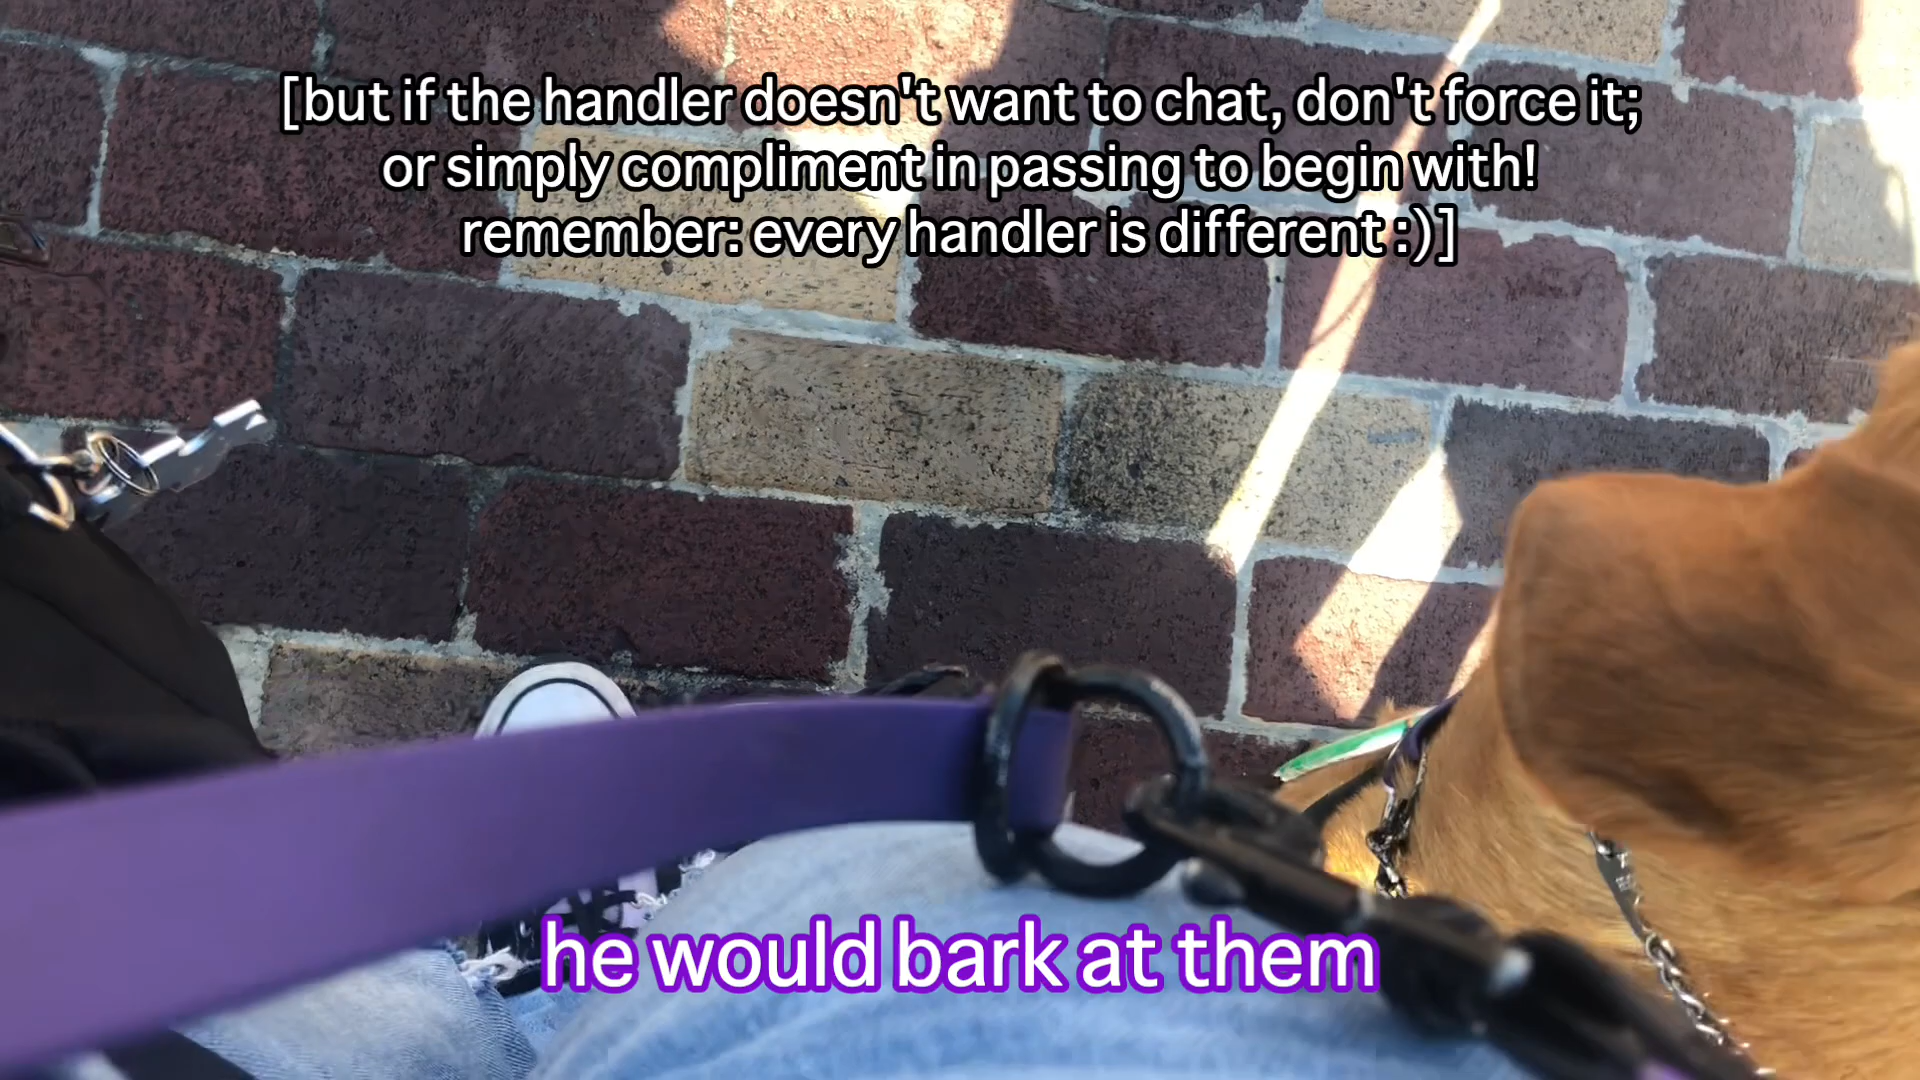 [but if the handler doesn't want to chat, don't force it;
or simply compliment in passing to begin with!
remember: every handler is different :)]
he would bark at them